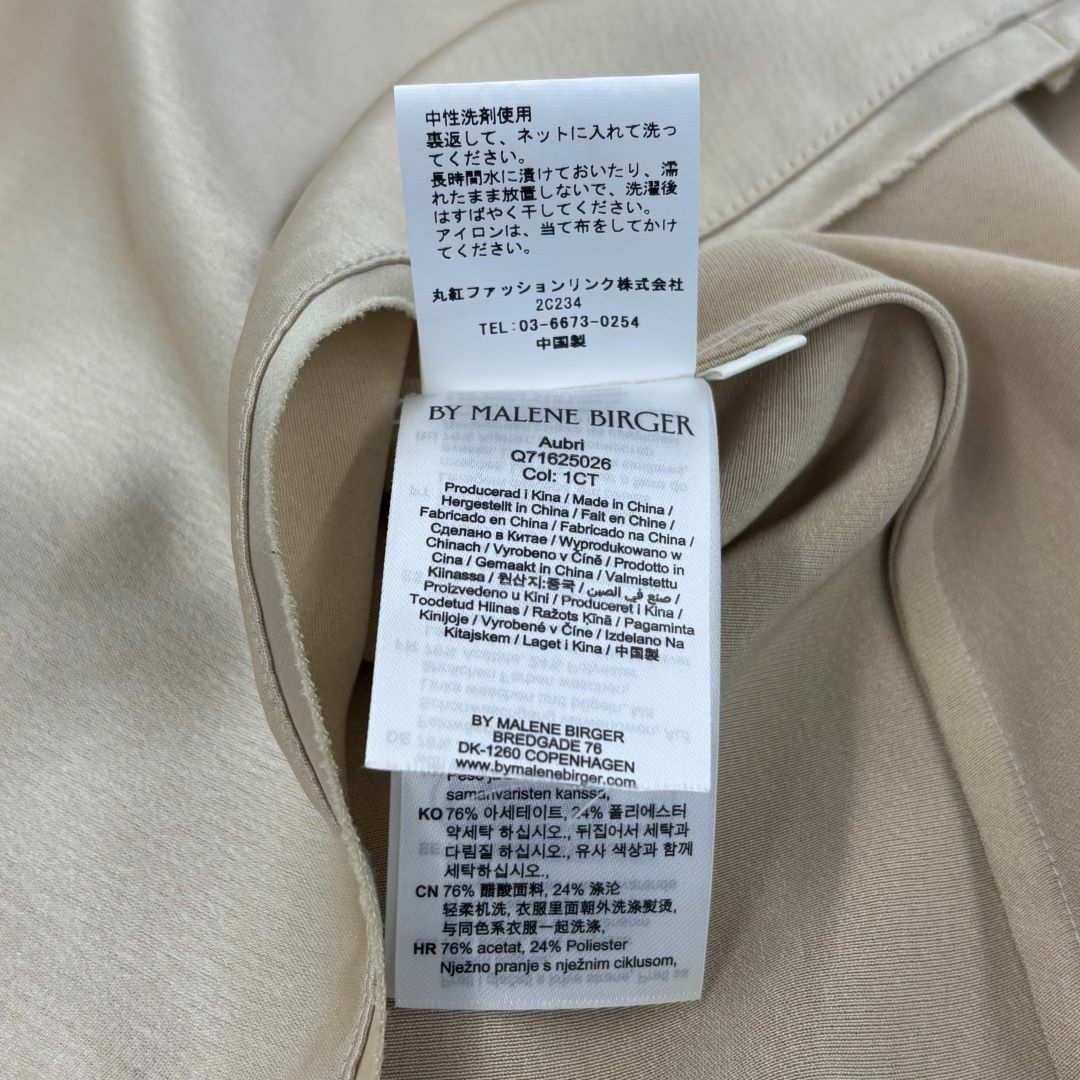 中性洗剤使用
裏返して、ネットに入れて洗っ
てください。
長時間水に漬けておいたり、濡
れたまま放置しないで、洗濯後
はすばやく干してください。
アイロンは、当て布をしてかけ
てください。
丸紅ファッションリンク株式会社
2C234
TEL:03-6673-0254
中国製
BY MALENE BIRGER
Aubri
Q71625026
Col: 1CT
Producerad i Kina / Made in China /
Hergestellt in China / Fait en Chine /
Fabricado en China / Fabricado na China /
Сделано в Китае / Wyprodukowano w
Chinach / Vyrobeno v Číně / Prodotto in
Cina / Gemaakt in China / Valmistettu
Kiinassa / 원산지:중국 / صنع في الصين /
Proizvedeno u Kini / Produceret i Kina /
Toodetud Hiinas / Ražots Ķīnā / Pagaminta
Kinijoje / Vyrobené v Číne / Izdelano Na
Kitajskem / Laget i Kina / 中国製
BY MALENE BIRGER
BREDGADE 76
DK-1260 COPENHAGEN
www.bymalenebirger.com
samanväristen kanssa,
KO 76% 아세테이트, 24% 폴리에스터
약세탁 하십시오., 뒤집어서 세탁과
다림질 하십시오., 유사 색상과 함께
세탁하십시오,
CN 76% 醋酸面料, 24% 涤沦
轻柔机洗, 衣服里面朝外洗涤熨烫,
与同色系衣服一起洗涤,
HR 76% acetat, 24% Poliester
Nježno pranje s nježnim ciklusom,